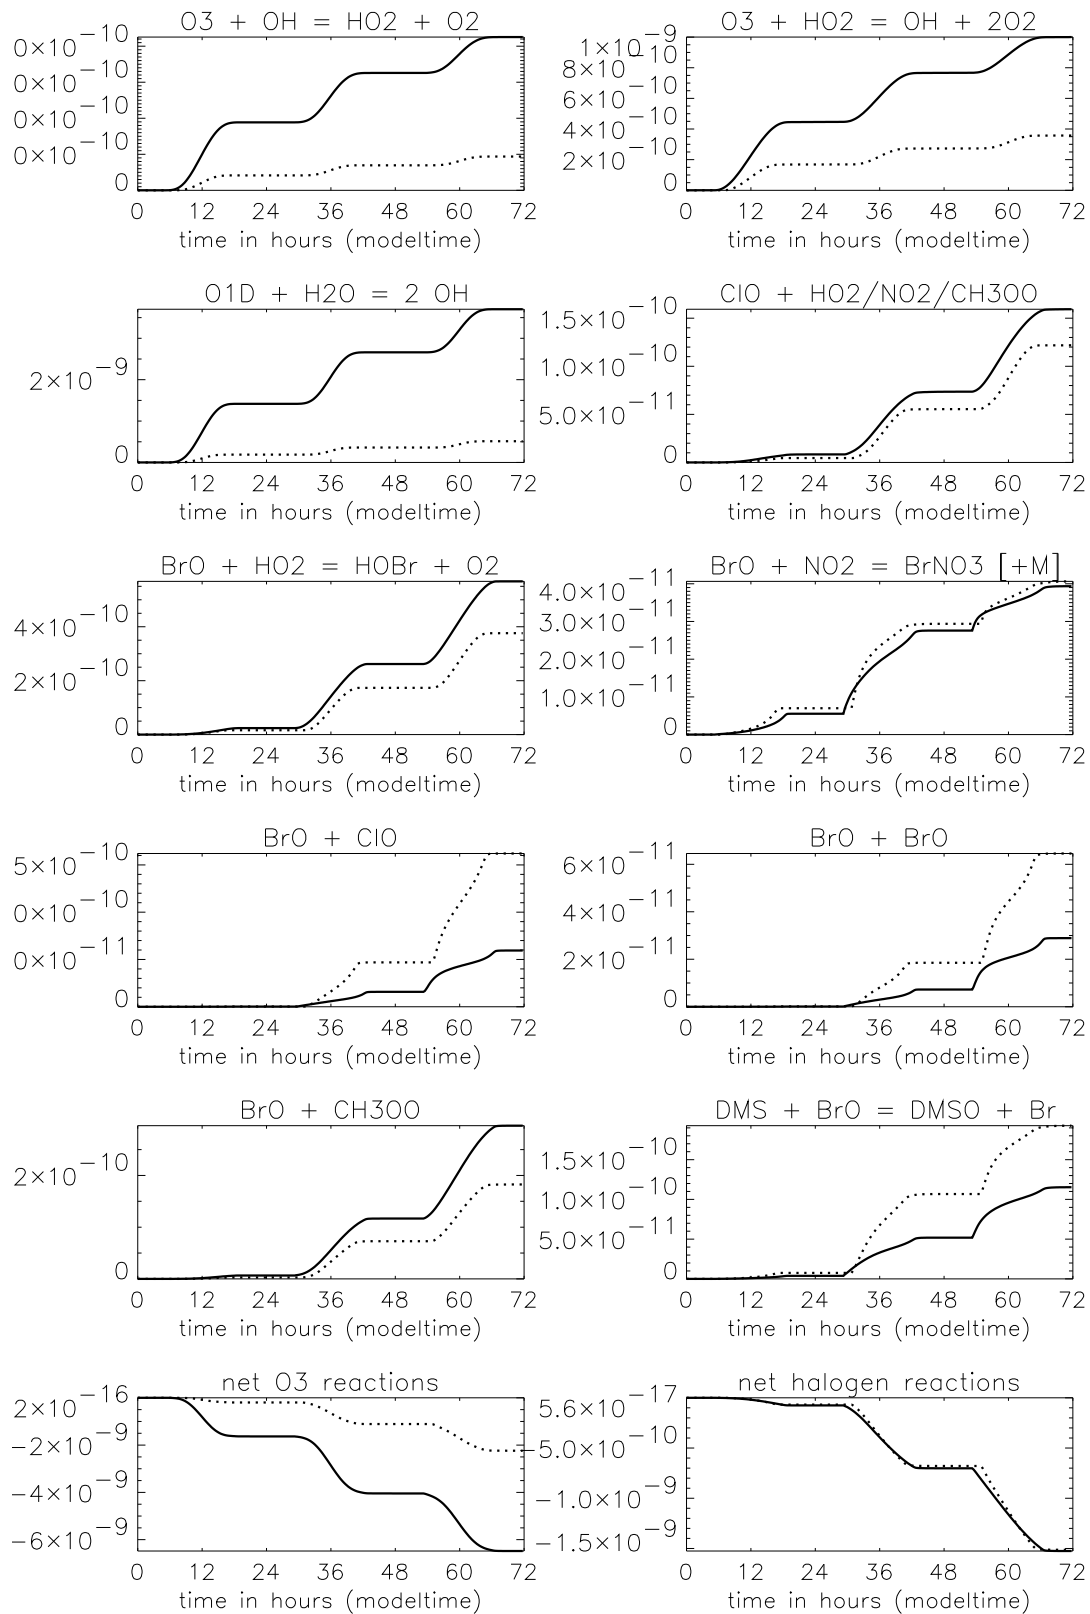 O3 + OH = HO2 + O2
0×10⁻¹⁰
0×10⁻¹⁰
0×10⁻¹⁰
0×10⁻¹⁰
0
0 12 24 36 48 60 72
time in hours (modeltime)
O3 + HO2 = OH + 2O2
1×10⁻⁹
8×10⁻¹⁰
6×10⁻¹⁰
4×10⁻¹⁰
2×10⁻¹⁰
0
0 12 24 36 48 60 72
time in hours (modeltime)
O1D + H2O = 2 OH
2×10⁻⁹
0
0 12 24 36 48 60 72
time in hours (modeltime)
ClO + HO2/NO2/CH3OO
1.5×10⁻¹⁰
1.0×10⁻¹⁰
5.0×10⁻¹¹
0
0 12 24 36 48 60 72
time in hours (modeltime)
BrO + HO2 = HOBr + O2
4×10⁻¹⁰
2×10⁻¹⁰
0
0 12 24 36 48 60 72
time in hours (modeltime)
BrO + NO2 = BrNO3 [+M]
4.0×10⁻¹¹
3.0×10⁻¹¹
2.0×10⁻¹¹
1.0×10⁻¹¹
0
0 12 24 36 48 60 72
time in hours (modeltime)
BrO + ClO
5×10⁻¹⁰
0×10⁻¹⁰
0×10⁻¹¹
0
0 12 24 36 48 60 72
time in hours (modeltime)
BrO + BrO
6×10⁻¹¹
4×10⁻¹¹
2×10⁻¹¹
0
0 12 24 36 48 60 72
time in hours (modeltime)
BrO + CH3OO
2×10⁻¹⁰
0
0 12 24 36 48 60 72
time in hours (modeltime)
DMS + BrO = DMSO + Br
1.5×10⁻¹⁰
1.0×10⁻¹⁰
5.0×10⁻¹¹
0
0 12 24 36 48 60 72
time in hours (modeltime)
net O3 reactions
2×10⁻¹⁶
−2×10⁻⁹
−4×10⁻⁹
−6×10⁻⁹
0 12 24 36 48 60 72
time in hours (modeltime)
net halogen reactions
5.6×10⁻¹⁷
−5.0×10⁻¹⁰
−1.0×10⁻⁹
−1.5×10⁻⁹
0 12 24 36 48 60 72
time in hours (modeltime)